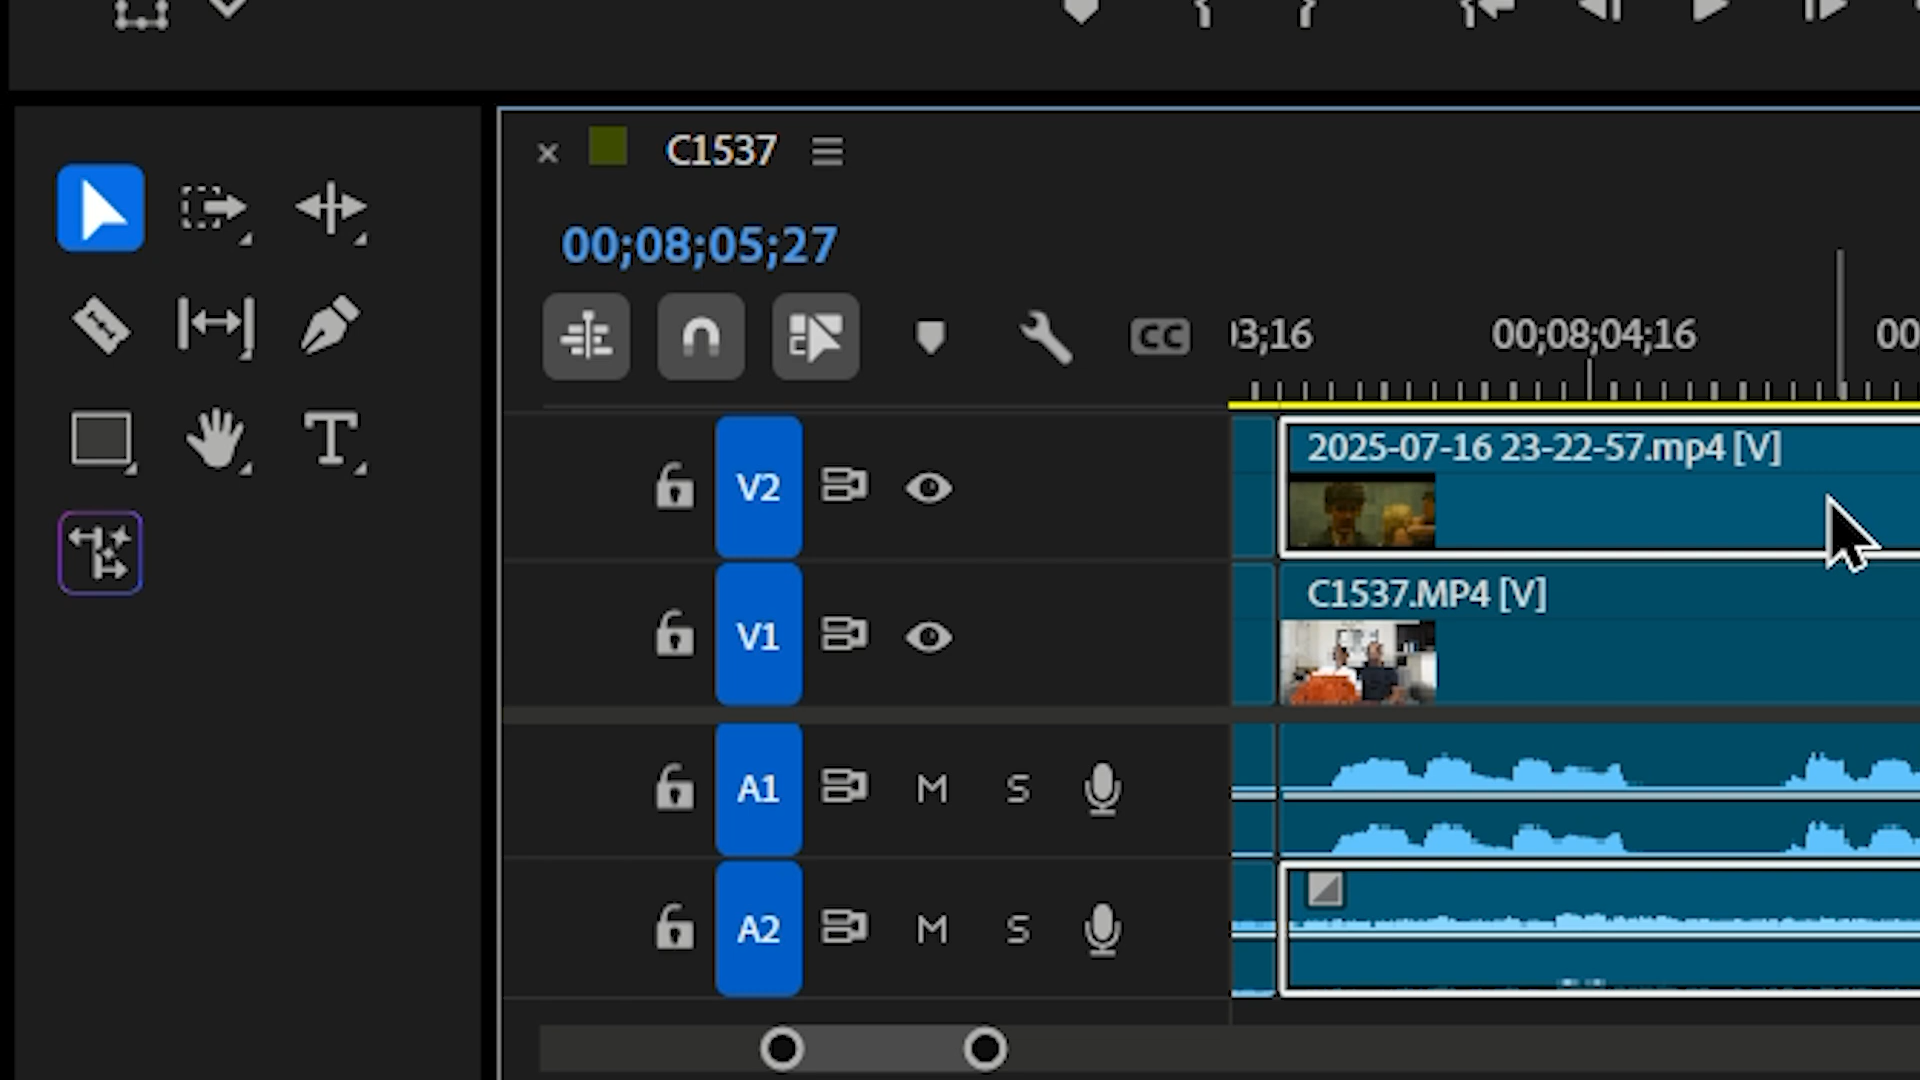 C1537
00;08;05;27
CC
3;16
00;08;04;16
00
V2
2025-07-16 23-22-57.mp4 [V]
V1
C1537.MP4 [V]
A1 M S
A2 M S
T